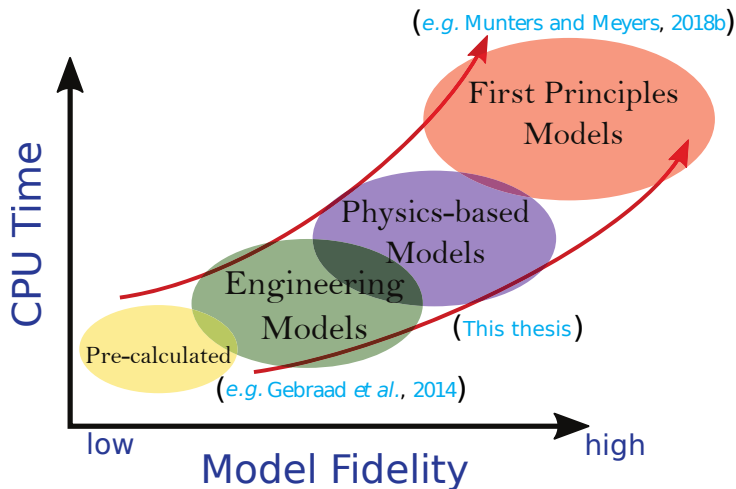 (e.g. Munters and Meyers, 2018b)
First Principles
Models
CPU Time
Physics-based
Models
Engineering
Models
(This thesis)
Pre-calculated
(e.g. Gebraad et al., 2014)
low
high
Model Fidelity